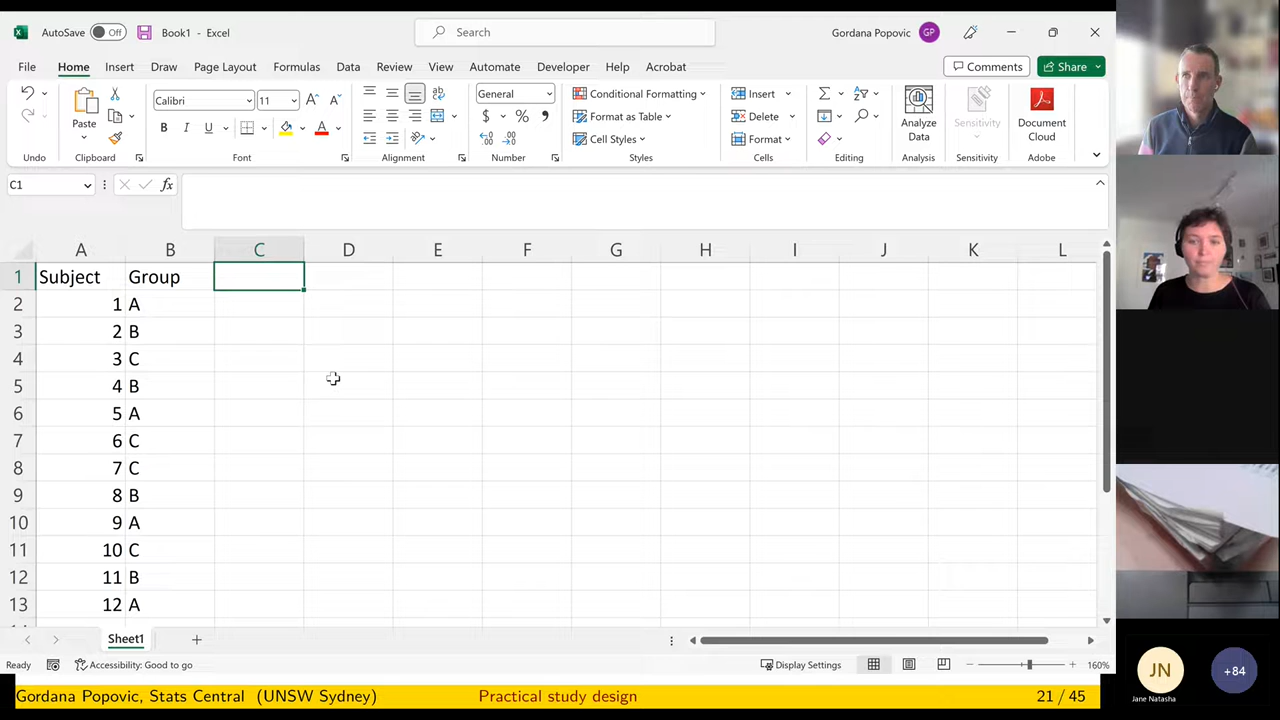 AutoSave Off Book1 - Excel Search Gordana Popovic GP
File Home Insert Draw Page Layout Formulas Data Review View Automate Developer Help Acrobat Comments Share
Calibri 11 General Conditional Formatting Insert
Paste Format as Table Delete Analyze Data Sensitivity Document Cloud
B I U A $ % Cell Styles Format
Undo Clipboard Font Alignment Number Styles Cells Editing Analysis Sensitivity Adobe
C1 fx
A B C D E F G H I J K L
1 Subject Group
2 1 A
3 2 B
4 3 C
5 4 B
6 5 A
7 6 C
8 7 C
9 8 B
10 9 A
11 10 C
12 11 B
13 12 A
Sheet1
Ready Accessibility: Good to go Display Settings 160%
Gordana Popovic, Stats Central (UNSW Sydney) Practical study design 21 / 45
JN +84
Jane Natasha